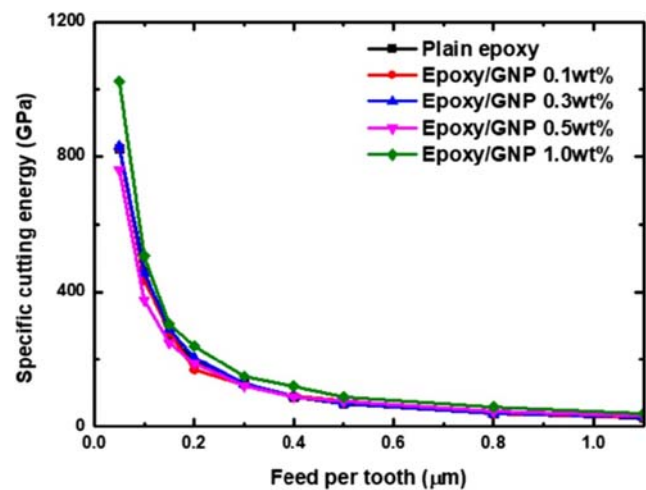 1200
800
400
0
0.0 0.2 0.4 0.6 0.8 1.0
Specific cutting energy (GPa)
Feed per tooth (μm)
Plain epoxy
Epoxy/GNP 0.1wt%
Epoxy/GNP 0.3wt%
Epoxy/GNP 0.5wt%
Epoxy/GNP 1.0wt%